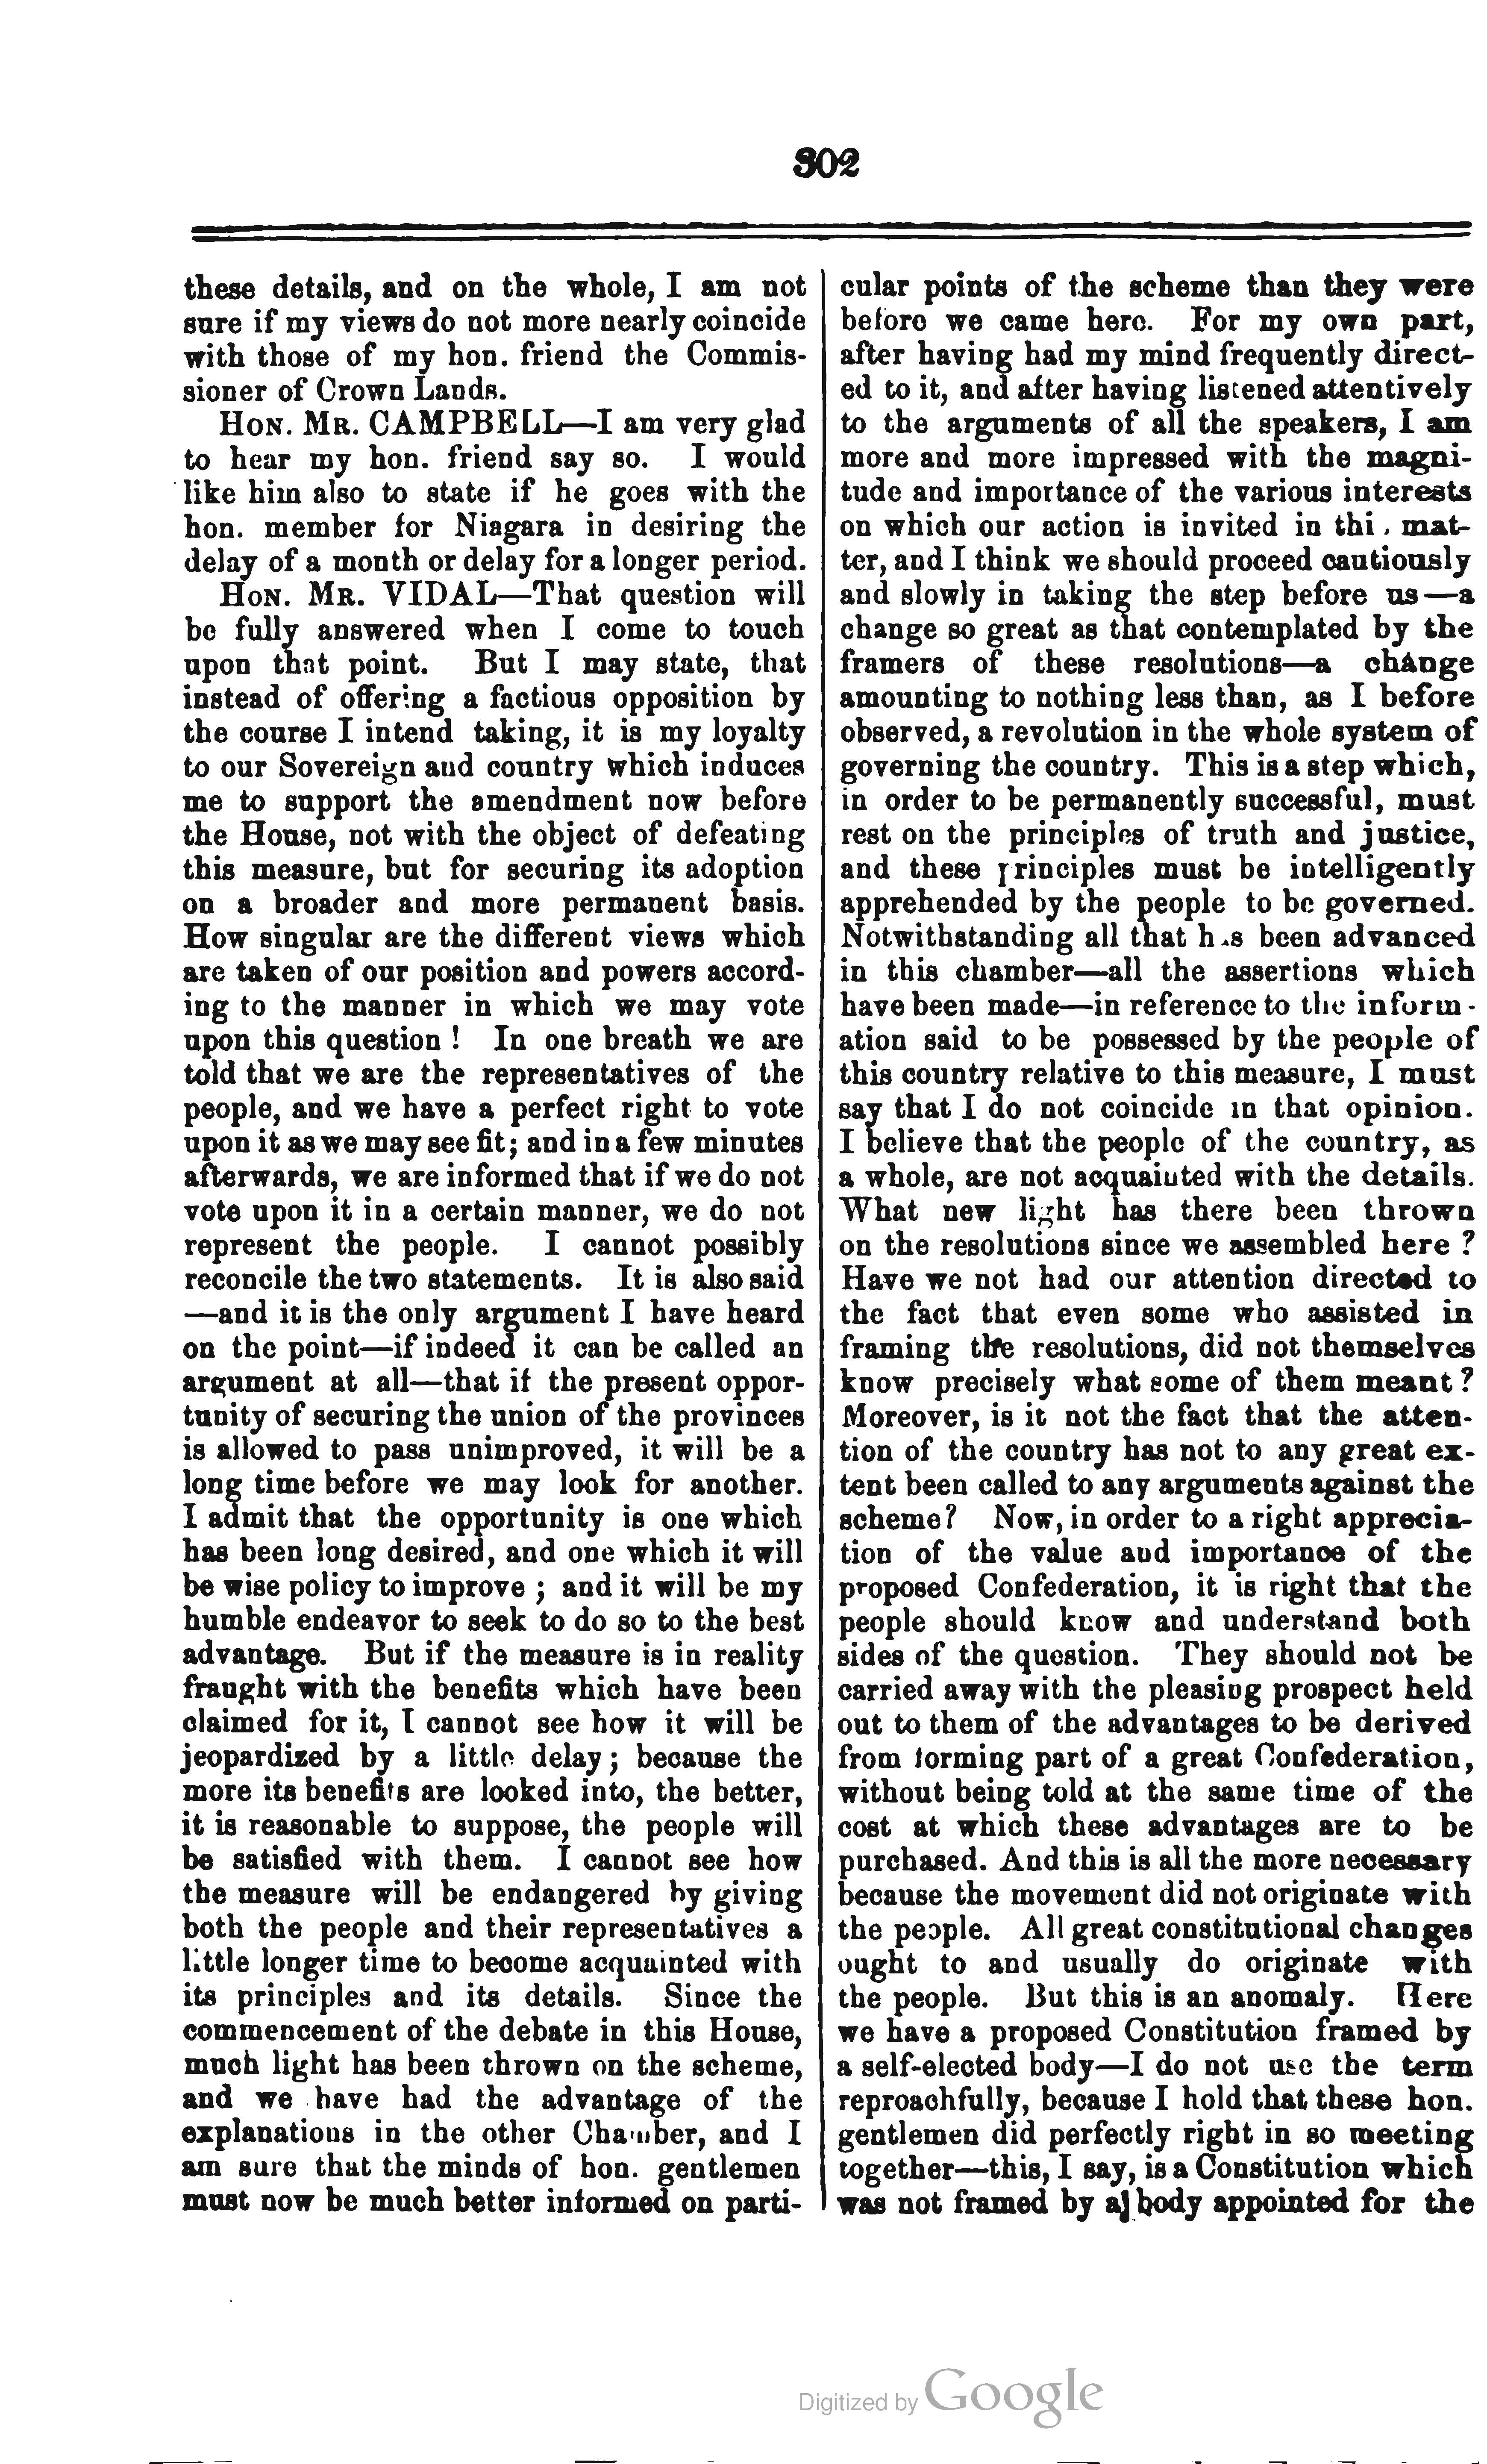 302
these details, and on the whole, I am not
sure if my views do not more nearly coincide
with those of my hon. friend the Commis-
sioner of Crown Lands.
HON. MR. CAMPBELL—I am very glad
to hear my hon. friend say so. I would
like him also to state if he goes with the
hon. member for Niagara in desiring the
delay of a month or delay for a longer period.
HON. MR. VIDAL—That question will
be fully answered when I come to touch
upon that point. But I may state, that
instead of offering a factious opposition by
the course I intend taking, it is my loyalty
to our Sovereign and country which induces
me to support the amendment now before
the House, not with the object of defeating
this measure, but for securing its adoption
on a broader and more permanent basis.
How singular are the different views which
are taken of our position and powers accord-
ing to the manner in which we may vote
upon this question ! In one breath we are
told that we are the representatives of the
people, and we have a perfect right to vote
upon it as we may see fit; and in a few minutes
afterwards, we are informed that if we do not
vote upon it in a certain manner, we do not
represent the people. I cannot possibly
reconcile the two statements. It is also said
—and it is the only argument I have heard
on the point—if indeed it can be called an
argument at all—that if the present oppor-
tunity of securing the union of the provinces
is allowed to pass unimproved, it will be a
long time before we may look for another.
I admit that the opportunity is one which
has been long desired, and one which it will
be wise policy to improve ; and it will be my
humble endeavor to seek to do so to the best
advantage. But if the measure is in reality
fraught with the benefits which have been
claimed for it, I cannot see how it will be
jeopardized by a little delay; because the
more its benefits are looked into, the better,
it is reasonable to suppose, the people will
be satisfied with them. I cannot see how
the measure will be endangered by giving
both the people and their representatives a
little longer time to become acquainted with
its principles and its details. Since the
commencement of the debate in this House,
much light has been thrown on the scheme,
and we have had the advantage of the
explanations in the other Chamber, and I
am sure that the minds of hon. gentlemen
must now be much better informed on parti-
cular points of the scheme than they were
before we came here. For my own part,
after having had my mind frequently direct-
ed to it, and after having listened attentively
to the arguments of all the speakers, I am
more and more impressed with the magni-
tude and importance of the various interests
on which our action is invited in thi mat-
ter, and I think we should proceed cautiously
and slowly in taking the step before us—a
change so great as that contemplated by the
framers of these resolutions—a change
amounting to nothing less than, as I before
observed, a revolution in the whole system of
governing the country. This is a step which,
in order to be permanently successful, must
rest on the principles of truth and justice,
and these principles must be intelligently
apprehended by the people to be governed.
Notwithstanding all that has been advanced
in this chamber—all the assertions which
have been made—in reference to the inform-
ation said to be possessed by the people of
this country relative to this measure, I must
say that I do not coincide in that opinion.
I believe that the people of the country, as
a whole, are not acquainted with the details.
What new light has there been thrown
on the resolutions since we assembled here ?
Have we not had our attention directed to
the fact that even some who assisted in
framing the resolutions, did not themselves
know precisely what some of them meant ?
Moreover, is it not the fact that the atten-
tion of the country has not to any great ex-
tent been called to any arguments against the
scheme? Now, in order to a right apprecia-
tion of the value and importance of the
proposed Confederation, it is right that the
people should know and understand both
sides of the question. They should not be
carried away with the pleasing prospect held
out to them of the advantages to be derived
from forming part of a great Confederation,
without being told at the same time of the
cost at which these advantages are to be
purchased. And this is all the more necessary
because the movement did not originate with
the people. All great constitutional changes
ought to and usually do originate with
the people. But this is an anomaly. Here
we have a proposed Constitution framed by
a self-elected body—I do not use the term
reproachfully, because I hold that these hon.
gentlemen did perfectly right in so meeting
together—this, I say, is a Constitution which
was not framed by a body appointed for the
Digitized by Google